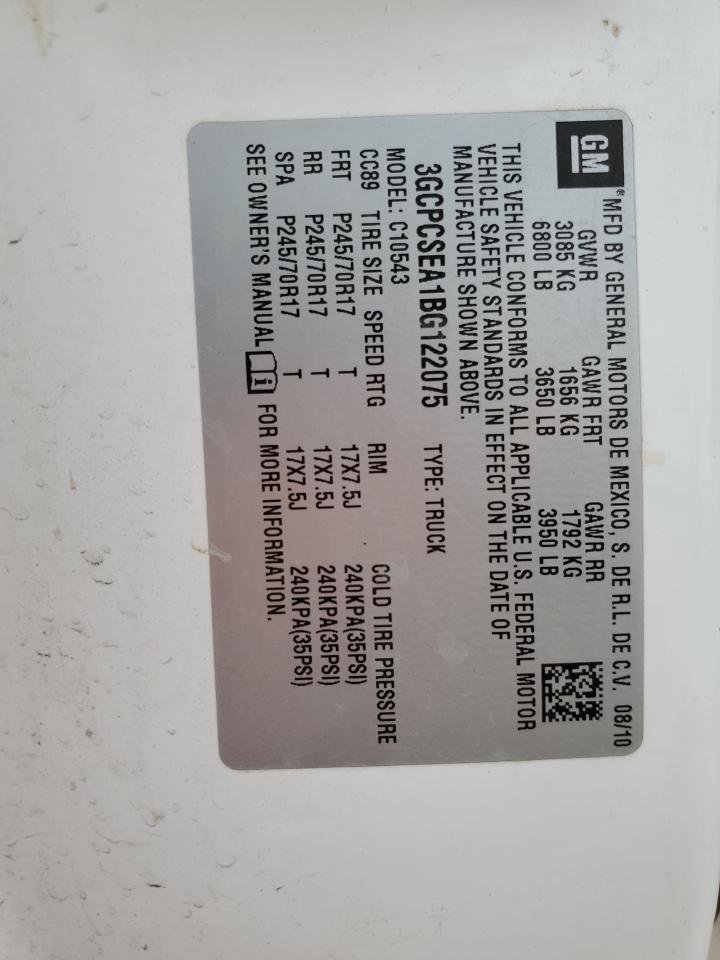 GM
*MFD BY GENERAL MOTORS DE MEXICO, S. DE R.L. DE C.V. 08/10
GVWR GAWR FRT GAWR RR
3085 KG 1656 KG 1792 KG
6800 LB 3650 LB 3950 LB
THIS VEHICLE CONFORMS TO ALL APPLICABLE U.S. FEDERAL MOTOR
VEHICLE SAFETY STANDARDS IN EFFECT ON THE DATE OF
MANUFACTURE SHOWN ABOVE.
3GCPCSEA1BG122075 TYPE: TRUCK
MODEL: C10543
CC89 TIRE SIZE SPEED RTG RIM COLD TIRE PRESSURE
FRT P245/70R17 T 17X7.5J 240KPA(35PSI)
RR P245/70R17 T 17X7.5J 240KPA(35PSI)
SPA P245/70R17 T 17X7.5J 240KPA(35PSI)
SEE OWNER'S MANUAL i FOR MORE INFORMATION.